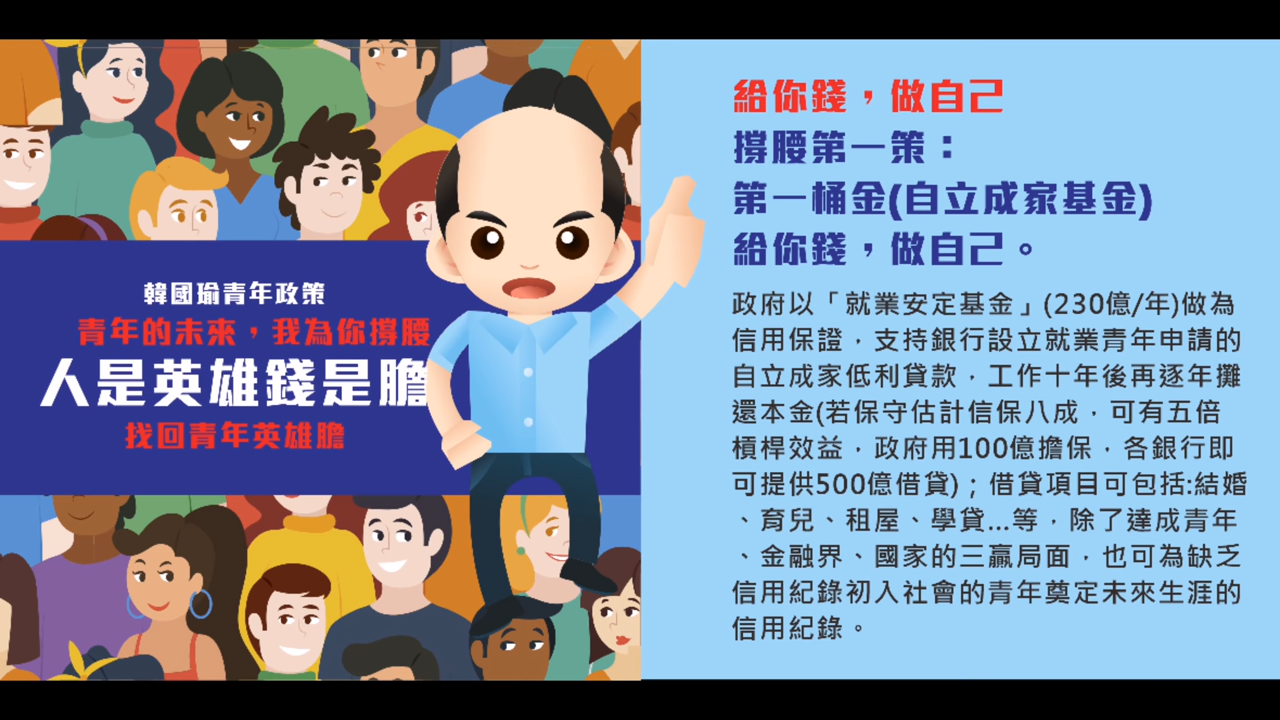 韓國瑜青年政策
青年的未來，我為你撐腰
人是英雄錢是膽
找回青年英雄膽
給你錢，做自己
撐腰第一策：
第一桶金(自立成家基金)
給你錢，做自己。
政府以「就業安定基金」(230億/年)做為
信用保證，支持銀行設立就業青年申請的
自立成家低利貸款，工作十年後再逐年攤
還本金(若保守估計信保八成，可有五倍
槓桿效益，政府用100億擔保，各銀行即
可提供500億借貸)；借貸項目可包括:結婚
、育兒、租屋、學貸...等，除了達成青年
、金融界、國家的三贏局面，也可為缺乏
信用紀錄初入社會的青年奠定未來生涯的
信用紀錄。